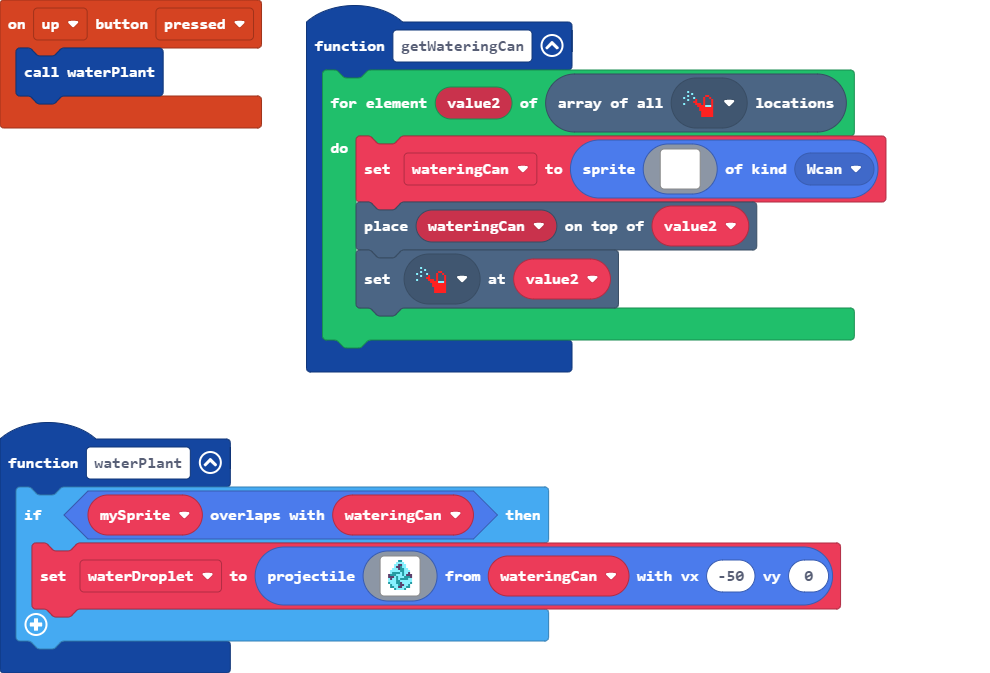 on up button pressed
call waterPlant
function getWateringCan
for element value2 of array of all locations
do
set wateringCan to sprite of kind Wcan
place wateringCan on top of value2
set at value2
function waterPlant
if mySprite overlaps with wateringCan then
set waterDroplet to projectile from wateringCan with vx -50 vy 0